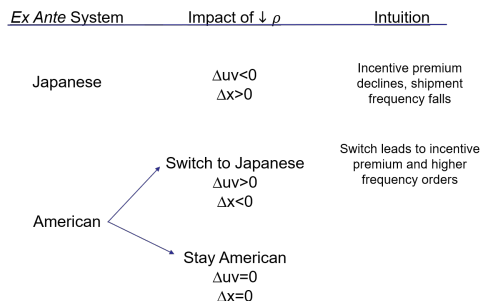 Ex Ante System Impact of ↓ ρ Intuition
Japanese
Δuv<0
Δx>0
Incentive premium
declines, shipment
frequency falls
Switch to Japanese
Δuv>0
Δx<0
Switch leads to incentive
premium and higher
frequency orders
American
Stay American
Δuv=0
Δx=0